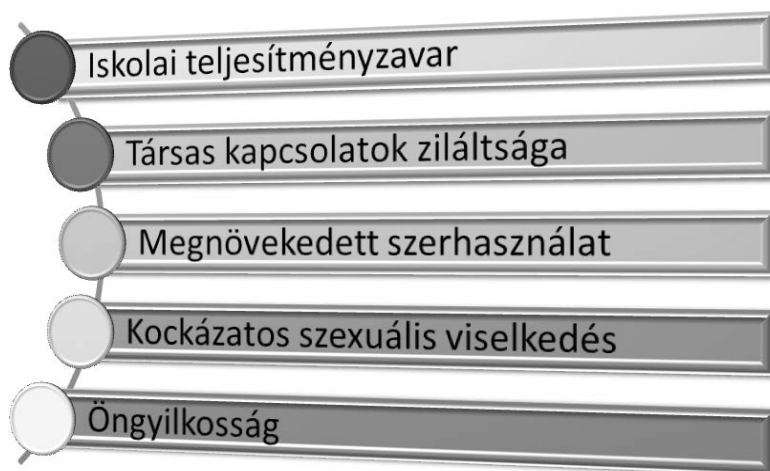 Iskolai teljesítményzavar
Társas kapcsolatok ziláltsága
Megnövekedett szerhasználat
Kockázatos szexuális viselkedés
Öngyilkosság